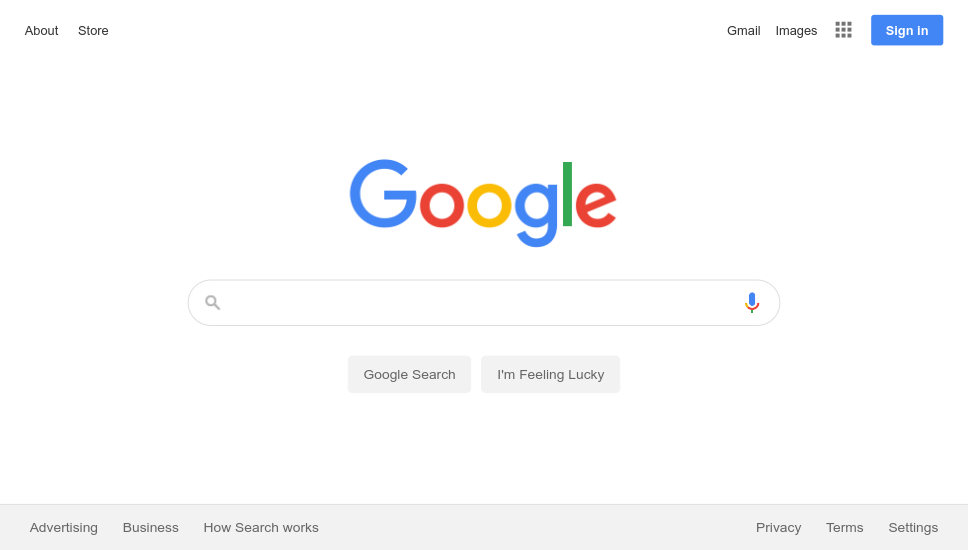 About Store Gmail Images Sign in
Google
Google Search I'm Feeling Lucky
Advertising Business How Search works Privacy Terms Settings